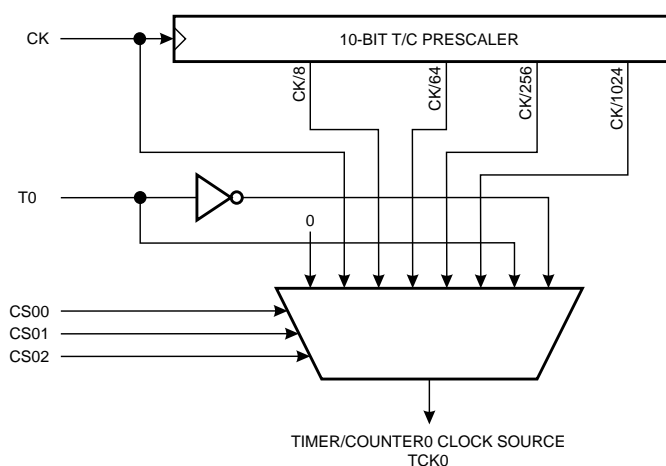 CK
10-BIT T/C PRESCALER
CK/8
CK/64
CK/256
CK/1024
T0
0
CS00
CS01
CS02
TIMER/COUNTER0 CLOCK SOURCE
TCK0